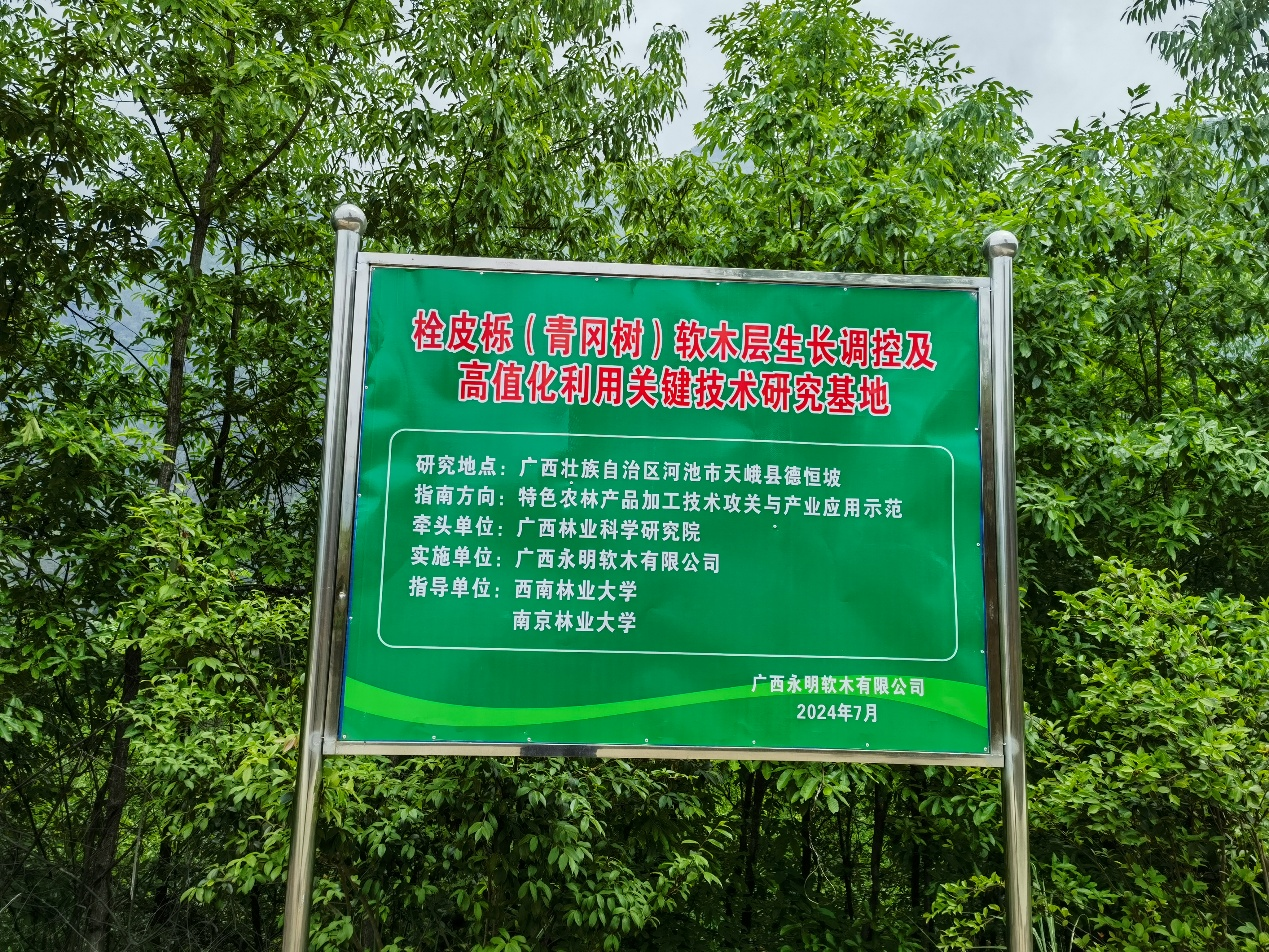 栓皮栎（青冈树）软木层生长调控及
高值化利用关键技术研究基地
研究地点：广西壮族自治区河池市天峨县德恒坡
指南方向：特色农林产品加工技术攻关与产业应用示范
牵头单位：广西林业科学研究院
实施单位：广西永明软木有限公司
指导单位：西南林业大学
南京林业大学
广西永明软木有限公司
2024年7月